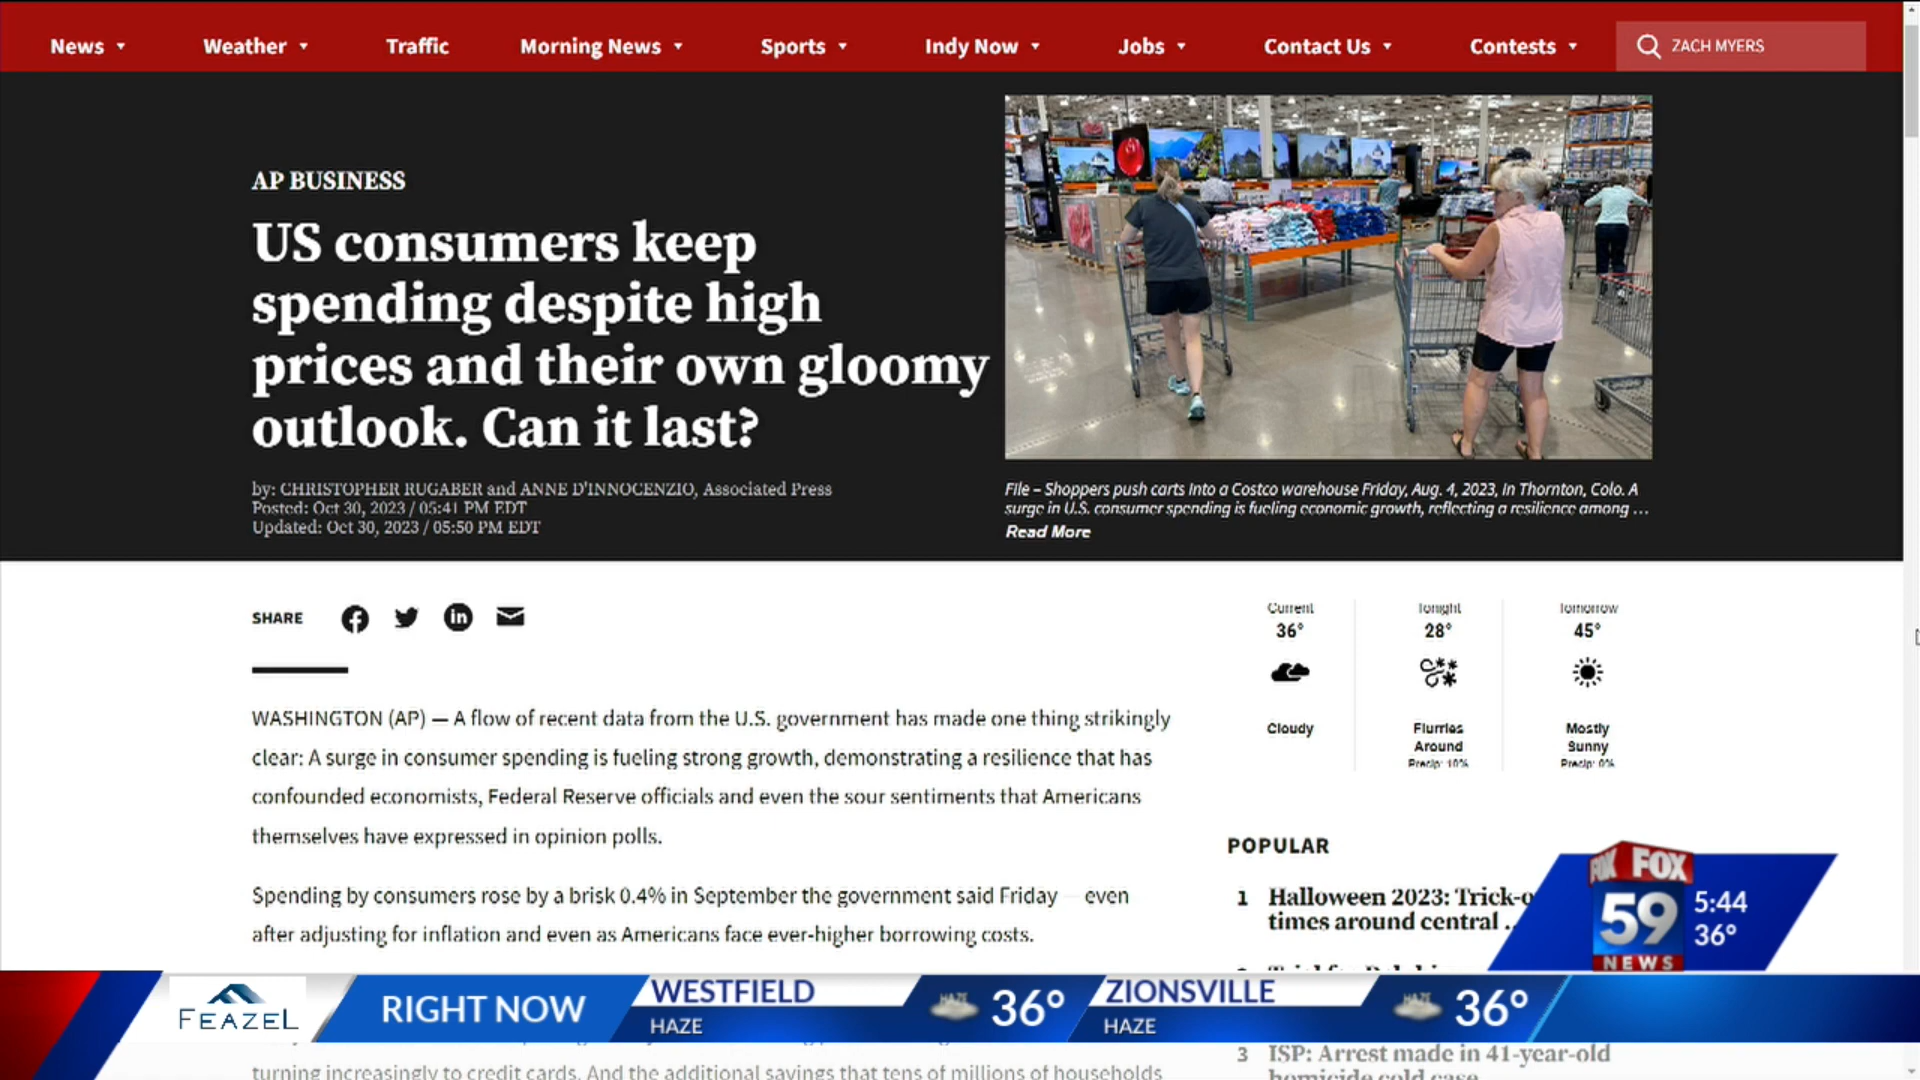 News
Weather
Traffic
Morning News
Sports
Indy Now
Jobs
Contact Us
Contests
ZACH MYERS
AP BUSINESS
US consumers keep
spending despite high
prices and their own gloomy
outlook. Can it last?
by: CHRISTOPHER RUGABER and ANNE D'INNOCENZIO, Associated Press
Posted: Oct 30, 2023 / 05:41 PM EDT
Updated: Oct 30, 2023 / 05:50 PM EDT
File – Shoppers push carts into a Costco warehouse Friday, Aug. 4, 2023, in Thornton, Colo. A
surge in U.S. consumer spending is fueling economic growth, reflecting a resilience among …
Read More
SHARE
WASHINGTON (AP) — A flow of recent data from the U.S. government has made one thing strikingly
clear: A surge in consumer spending is fueling strong growth, demonstrating a resilience that has
confounded economists, Federal Reserve officials and even the sour sentiments that Americans
themselves have expressed in opinion polls.
Spending by consumers rose by a brisk 0.4% in September the government said Friday — even
after adjusting for inflation and even as Americans face ever-higher borrowing costs.
turning increasingly to credit cards. And the additional savings that tens of millions of households
Current
36°
Cloudy
Tonight
28°
Flurries
Around
Precip: 10%
Tomorrow
45°
Mostly
Sunny
Precip: 0%
POPULAR
1 Halloween 2023: Trick-o
times around central ..
3 ISP: Arrest made in 41-year-old
homicide cold case
FOX
FOX
59
NEWS
5:44
36°
FEAZEL
RIGHT NOW
WESTFIELD
HAZE
HAZE
36°
ZIONSVILLE
HAZE
HAZE
36°